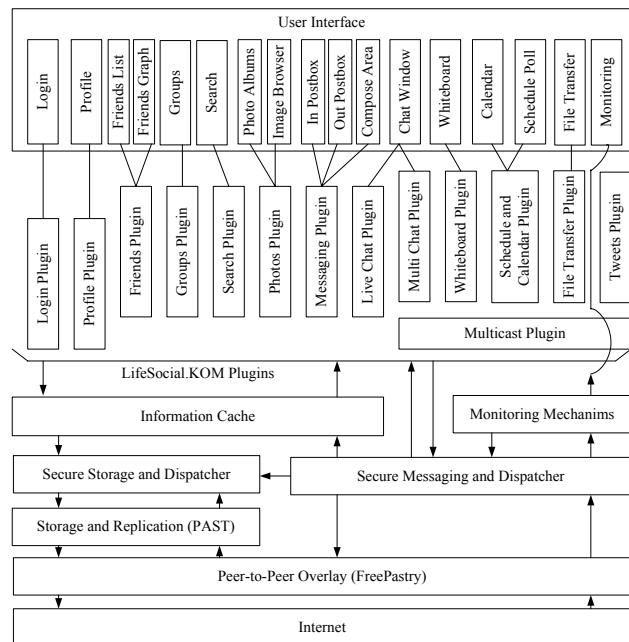 User Interface
Login
Profile
Friends List
Friends Graph
Groups
Search
Photo Albums
Image Browser
In Postbox
Out Postbox
Compose Area
Chat Window
Whiteboard
Calendar
Schedule Poll
File Transfer
Monitoring
Login Plugin
Profile Plugin
Friends Plugin
Groups Plugin
Search Plugin
Photos Plugin
Messaging Plugin
Live Chat Plugin
Multi Chat Plugin
Whiteboard Plugin
Schedule and
Calendar Plugin
File Transfer Plugin
Tweets Plugin
Multicast Plugin
LifeSocial.KOM Plugins
Information Cache
Monitoring Mechanims
Secure Storage and Dispatcher
Secure Messaging and Dispatcher
Storage and Replication (PAST)
Peer-to-Peer Overlay (FreePastry)
Internet